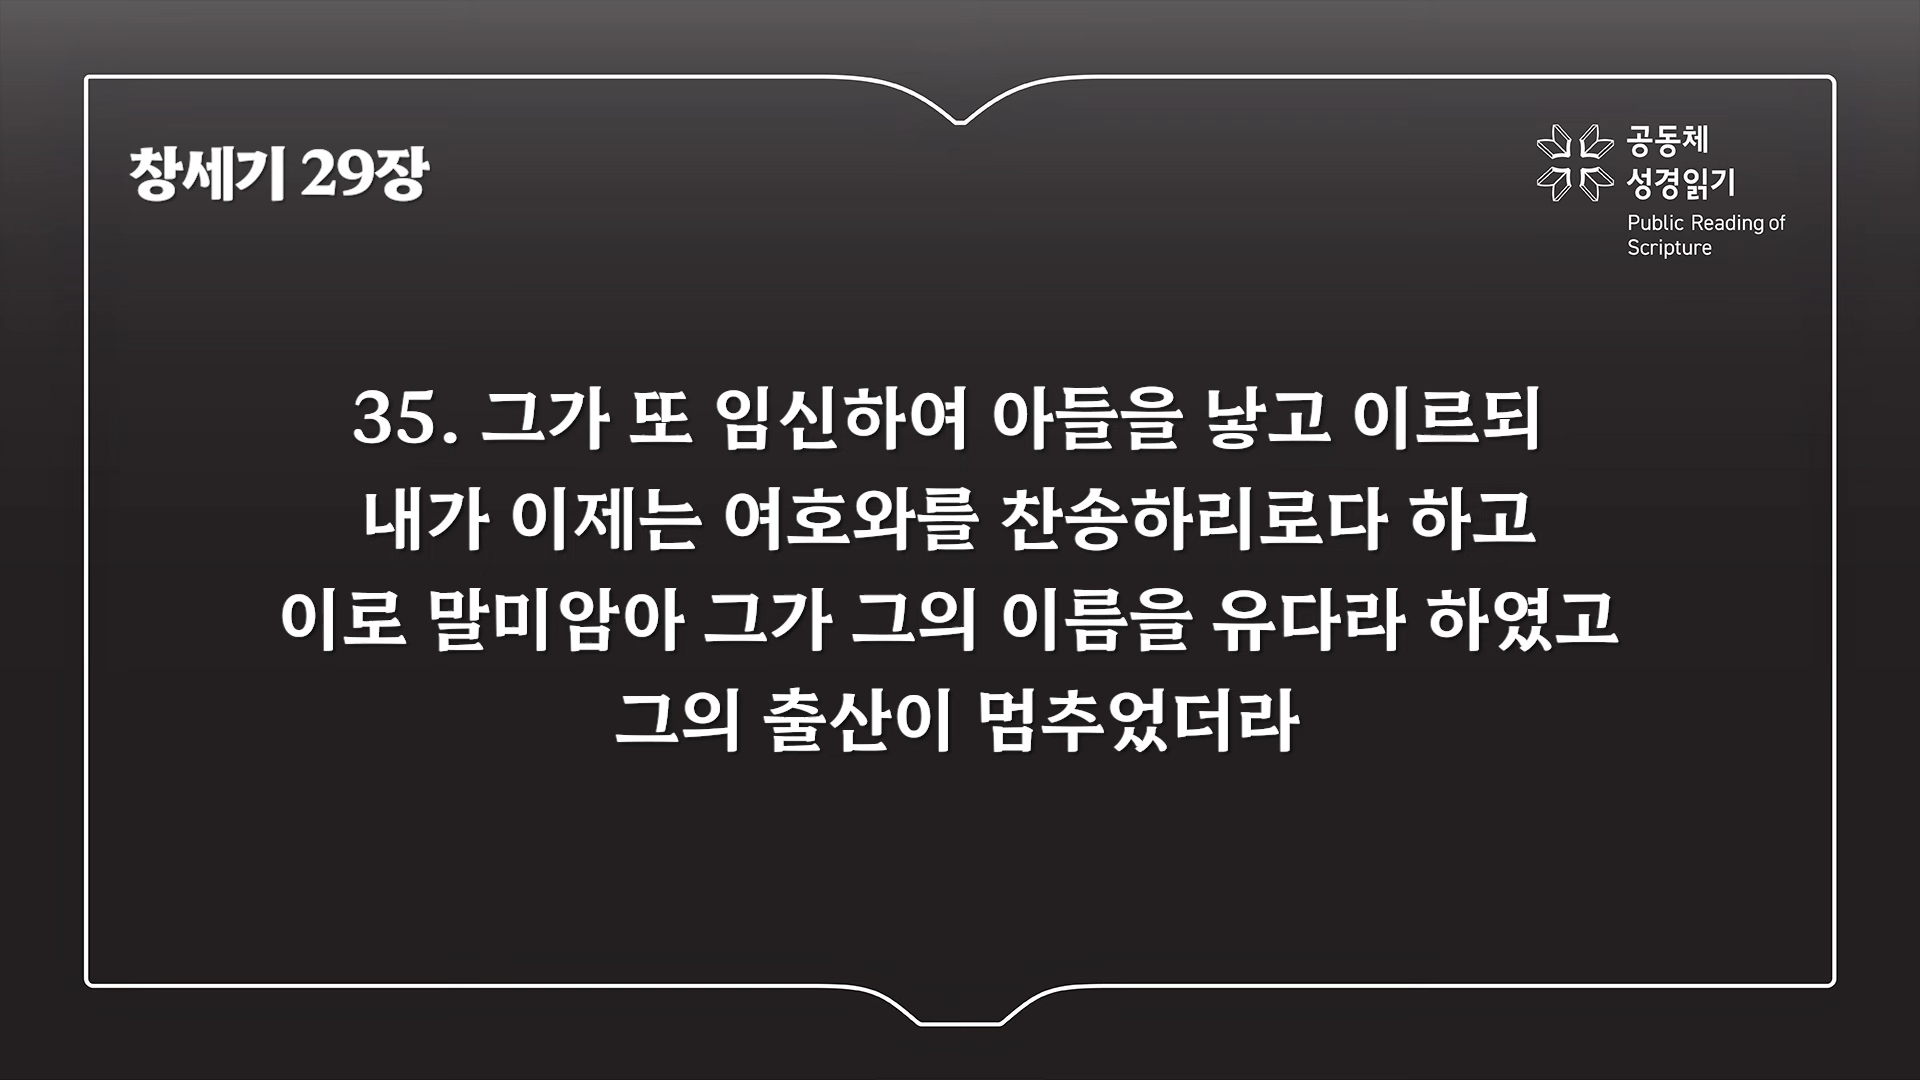 창세기 29장
공동체
성경읽기
Public Reading of
Scripture
35. 그가 또 임신하여 아들을 낳고 이르되
내가 이제는 여호와를 찬송하리로다 하고
이로 말미암아 그가 그의 이름을 유다라 하였고
그의 출산이 멈추었더라